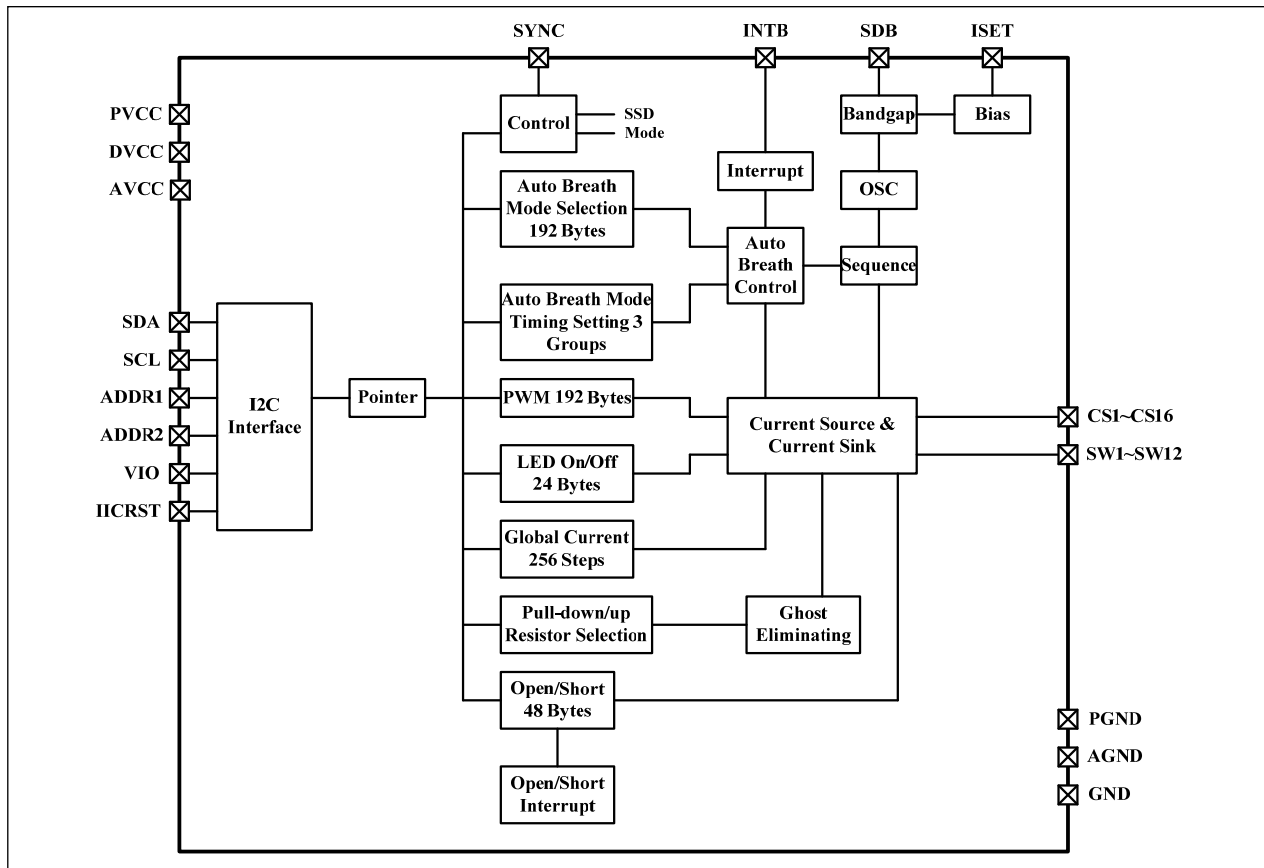 SYNC
INTB
SDB
ISET
PVCC
DVCC
AVCC
Control
SSD
Mode
Bandgap
Bias
Interrupt
OSC
Auto Breath
Mode Selection
192 Bytes
Auto
Breath
Control
Sequence
Auto Breath Mode
Timing Setting 3
Groups
SDA
SCL
ADDR1
ADDR2
VIO
IICRST
I2C
Interface
Pointer
PWM 192 Bytes
Current Source &
Current Sink
CS1~CS16
SW1~SW12
LED On/Off
24 Bytes
Global Current
256 Steps
Pull-down/up
Resistor Selection
Ghost
Eliminating
Open/Short
48 Bytes
Open/Short
Interrupt
PGND
AGND
GND